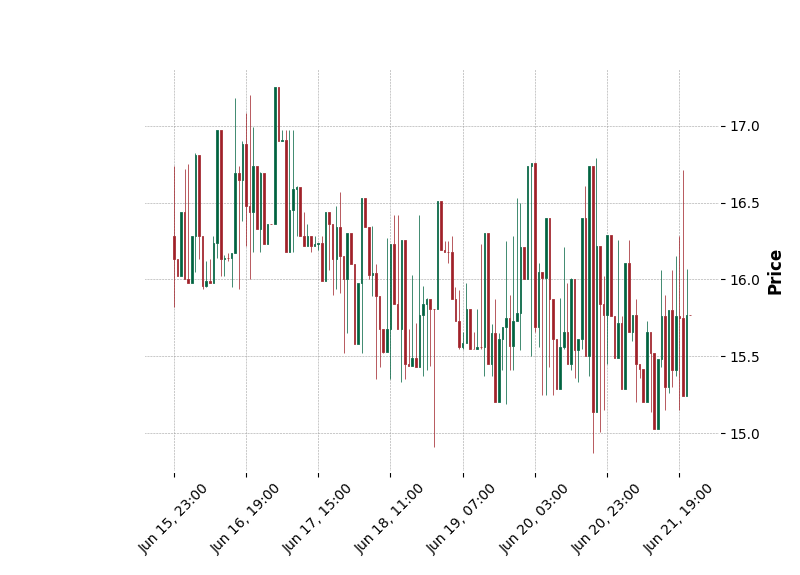 17.0
16.5
16.0
15.5
15.0
Price
Jun 15, 23:00
Jun 16, 19:00
Jun 17, 15:00
Jun 18, 11:00
Jun 19, 07:00
Jun 20, 03:00
Jun 20, 23:00
Jun 21, 19:00